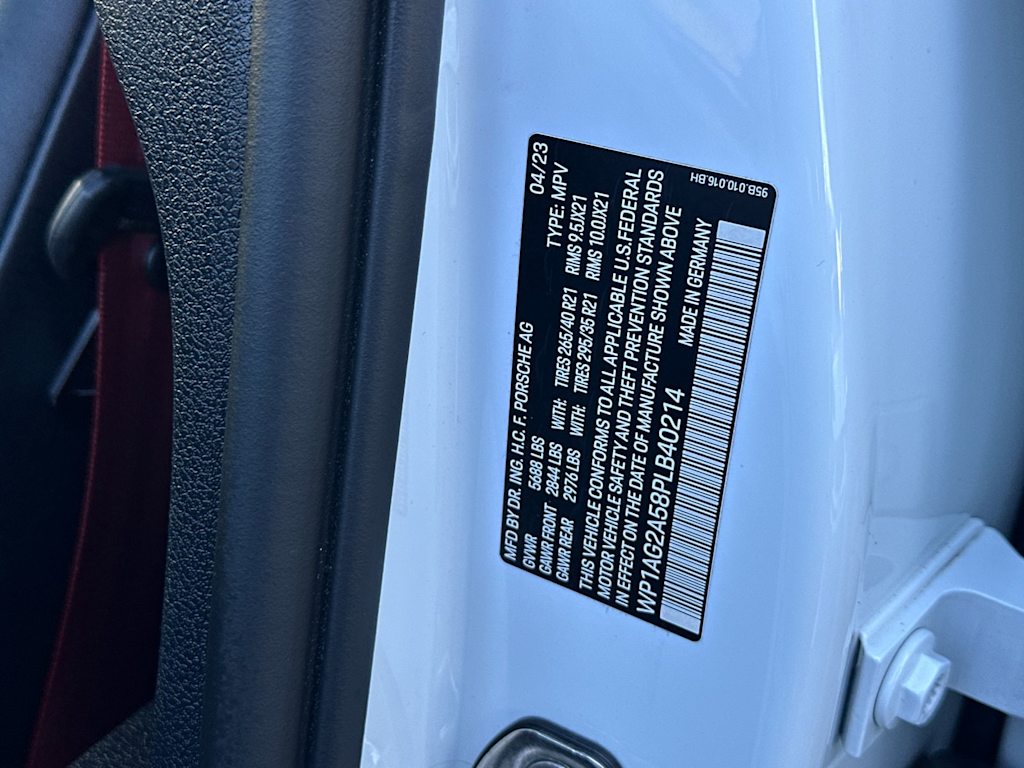 MFD BY DR. ING. H.C. F. PORSCHE AG 04/23
GVWR 5688 LBS TYPE: MPV
GAWR FRONT 2844 LBS WITH: TIRES 265/40 R21 RIMS 9.5JX21
GAWR REAR 2976 LBS WITH: TIRES 295/35 R21 RIMS 10.0JX21
THIS VEHICLE CONFORMS TO ALL APPLICABLE U.S. FEDERAL
MOTOR VEHICLE SAFETY AND THEFT PREVENTION STANDARDS
IN EFFECT ON THE DATE OF MANUFACTURE SHOWN ABOVE
WP1AG2A58PLB40214 MADE IN GERMANY
95B.010.016.BH